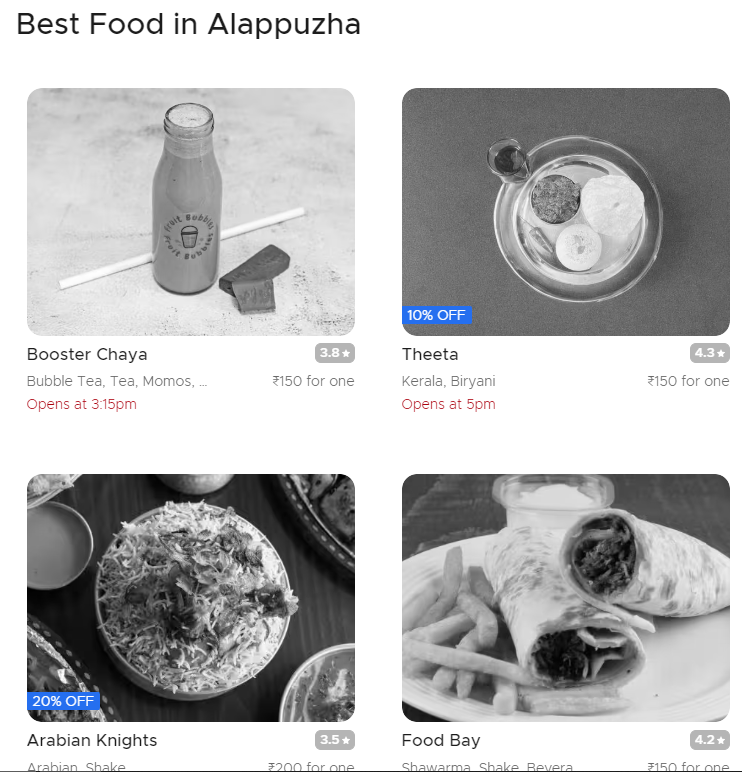 Best Food in Alappuzha
Fruit Bubbles
Fruit Bubbles
Booster Chaya
3.8★
Bubble Tea, Tea, Momos, ...
₹150 for one
Opens at 3:15pm
10% OFF
Theeta
4.3★
Kerala, Biryani
₹150 for one
Opens at 5pm
20% OFF
Arabian Knights
3.5★
Arabian, Shake
₹200 for one
Food Bay
4.2★
Shawarma, Shake, Bevera
₹150 for one